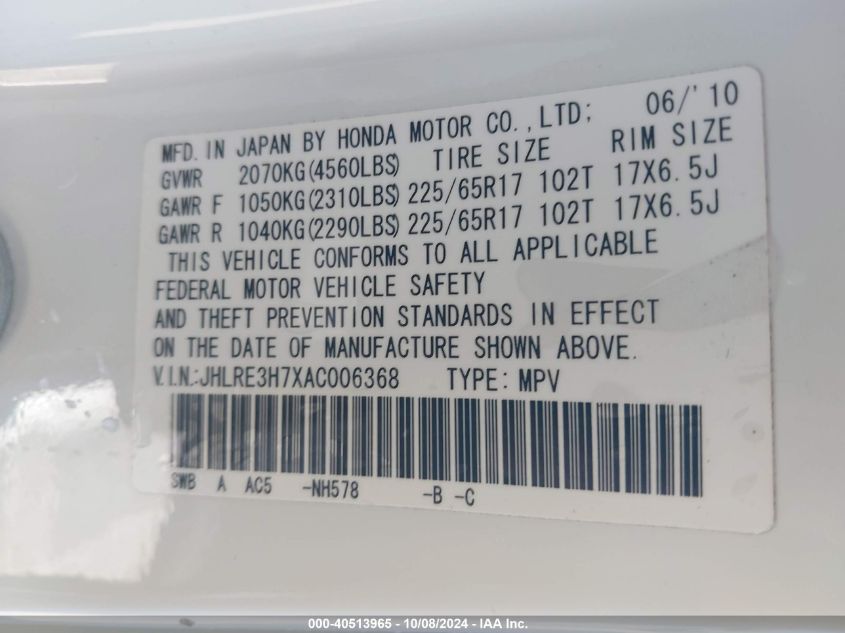 MFD. IN JAPAN BY HONDA MOTOR CO., LTD; 06/'10
GVWR 2070KG(4560LBS) TIRE SIZE RIM SIZE
GAWR F 1050KG(2310LBS) 225/65R17 102T 17X6.5J
GAWR R 1040KG(2290LBS) 225/65R17 102T 17X6.5J
THIS VEHICLE CONFORMS TO ALL APPLICABLE
FEDERAL MOTOR VEHICLE SAFETY
AND THEFT PREVENTION STANDARDS IN EFFECT
ON THE DATE OF MANUFACTURE SHOWN ABOVE.
V.I.N.:JHLRE3H7XAC006368 TYPE: MPV
SWB A AC5 -NH578 -B -C
000-40513965 - 10/08/2024 - IAA Inc.